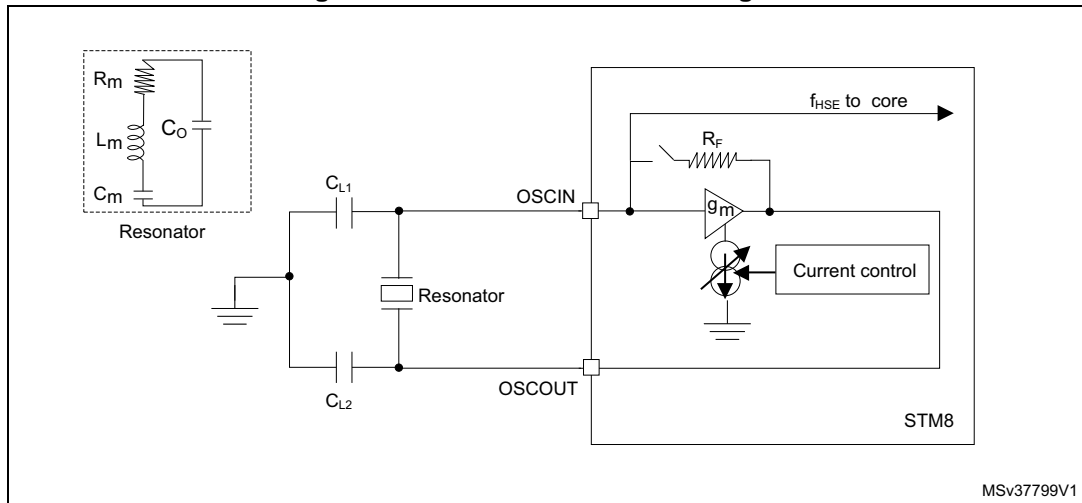 Rm
Lm
Cm
CO
Resonator
CL1
CL2
Resonator
OSCIN
OSCOUT
fHSE to core
RF
gm
Current control
STM8
MSv37799V1